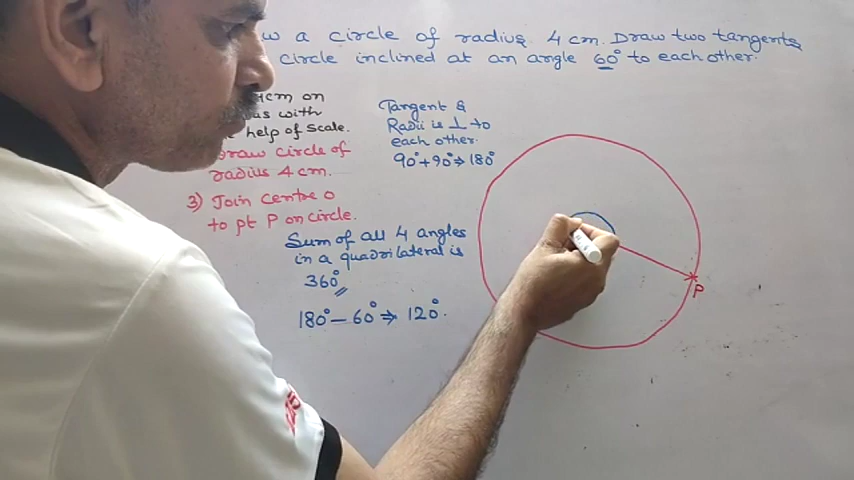 a circle of radius 4 cm. Draw two tangents
circle inclined at an angle 60° to each other.
4cm on
with
help of Scale.
Draw circle of
radius 4 cm.
3) Join centre O
to pt P on circle.
Tangent &
Radii is ⊥ to
each other.
90°+90°⇒180°
Sum of all 4 angles
in a quadrilateral is
360°
180°-60°⇒120°.
P